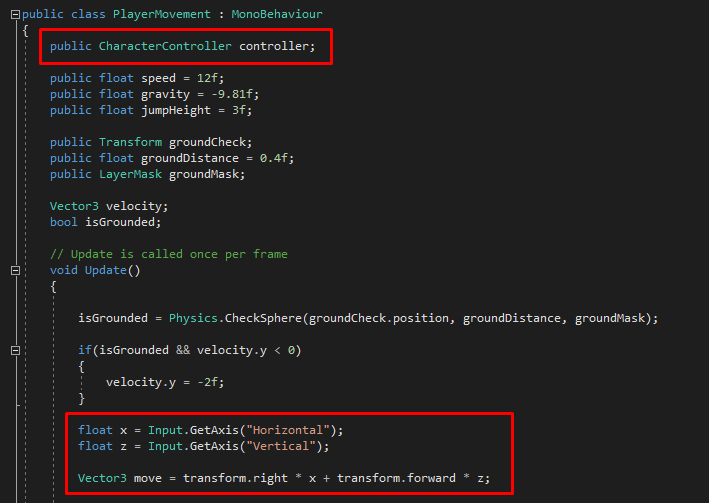 public class PlayerMovement : MonoBehaviour
{
public CharacterController controller;
public float speed = 12f;
public float gravity = -9.81f;
public float jumpHeight = 3f;
public Transform groundCheck;
public float groundDistance = 0.4f;
public LayerMask groundMask;
Vector3 velocity;
bool isGrounded;
// Update is called once per frame
void Update()
{
isGrounded = Physics.CheckSphere(groundCheck.position, groundDistance, groundMask);
if(isGrounded && velocity.y < 0)
{
velocity.y = -2f;
}
float x = Input.GetAxis("Horizontal");
float z = Input.GetAxis("Vertical");
Vector3 move = transform.right * x + transform.forward * z;